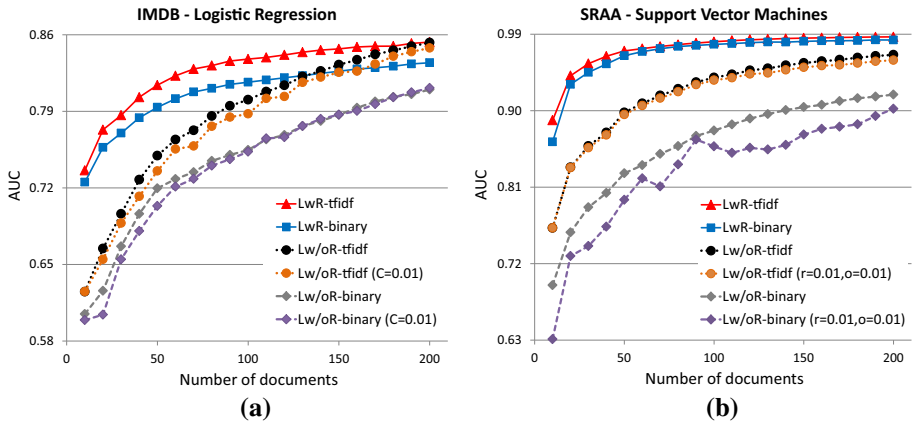 IMDB - Logistic Regression
AUC
0.86
0.79
0.72
0.65
0.58
LwR-tfidf
LwR-binary
Lw/oR-tfidf
Lw/oR-tfidf (C=0.01)
Lw/oR-binary
Lw/oR-binary (C=0.01)
0 50 100 150 200
Number of documents
(a)
SRAA - Support Vector Machines
AUC
0.99
0.90
0.81
0.72
0.63
LwR-tfidf
LwR-binary
Lw/oR-tfidf
Lw/oR-tfidf (r=0.01,o=0.01)
Lw/oR-binary
Lw/oR-binary (r=0.01,o=0.01)
0 50 100 150 200
Number of documents
(b)